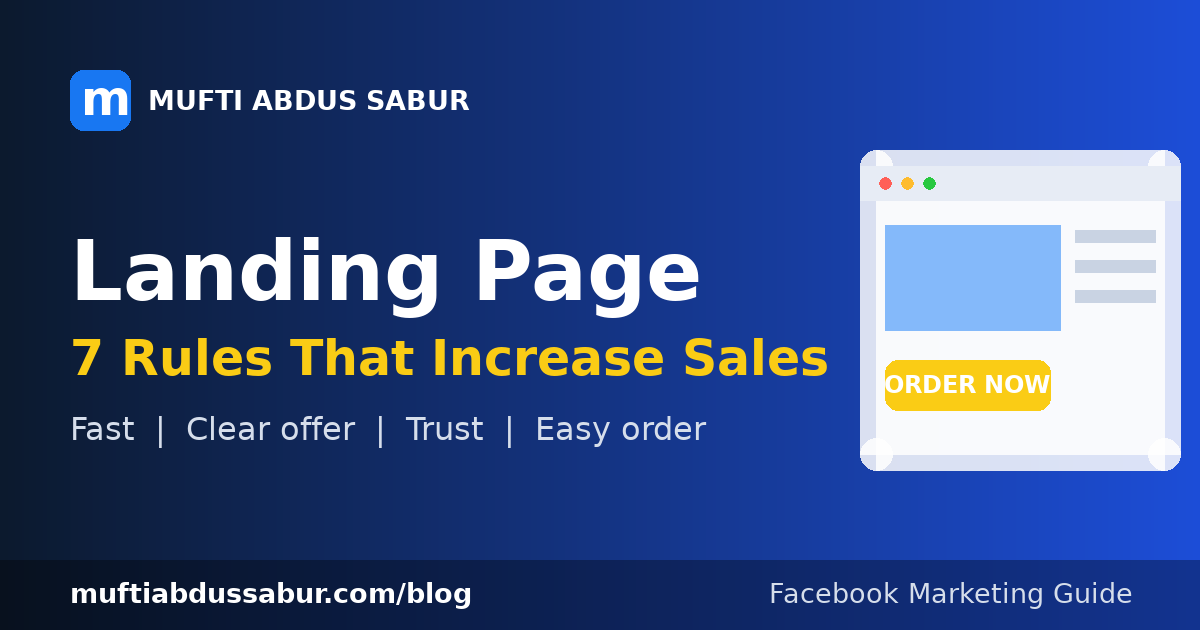 m MUFTI ABDUS SABUR
Landing Page
7 Rules That Increase Sales
Fast | Clear offer | Trust | Easy order
ORDER NOW
muftiabdussabur.com/blog
Facebook Marketing Guide